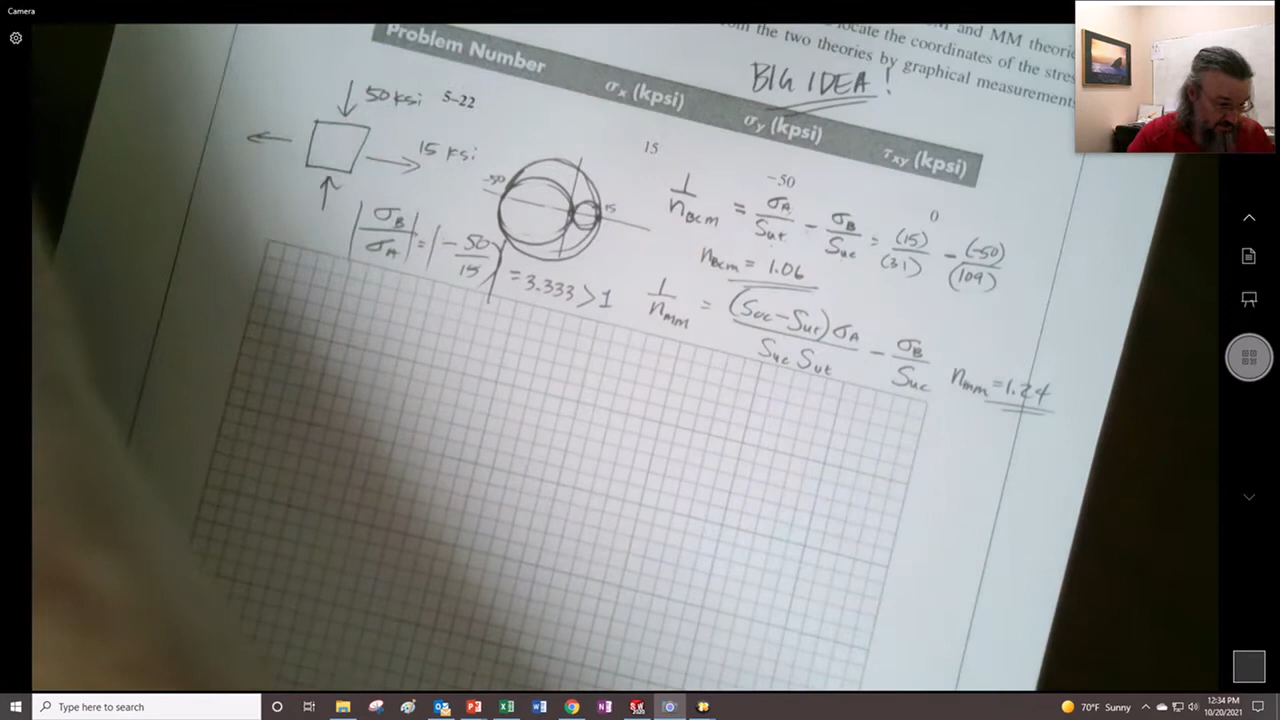 Camera
M and MM theorie
locate the coordinates of the stres
om the two theories by graphical measurement
BIG IDEA!
Problem Number σx (kpsi) σy (kpsi) τxy (kpsi)
50 ksi 5–22 15 −50 0
15 ksi
-50 15
1/nBCM = σA/Sut − σB/Suc = (15)/(31) − (-50)/(109)
|σB/σA| = |-50/15| = 3.333 > 1
nBCM = 1.06
1/nMM = (Suc − Sut)σA/Suc Sut − σB/Suc nMM = 1.24
Type here to search
70°F Sunny
12:34 PM
10/20/2021